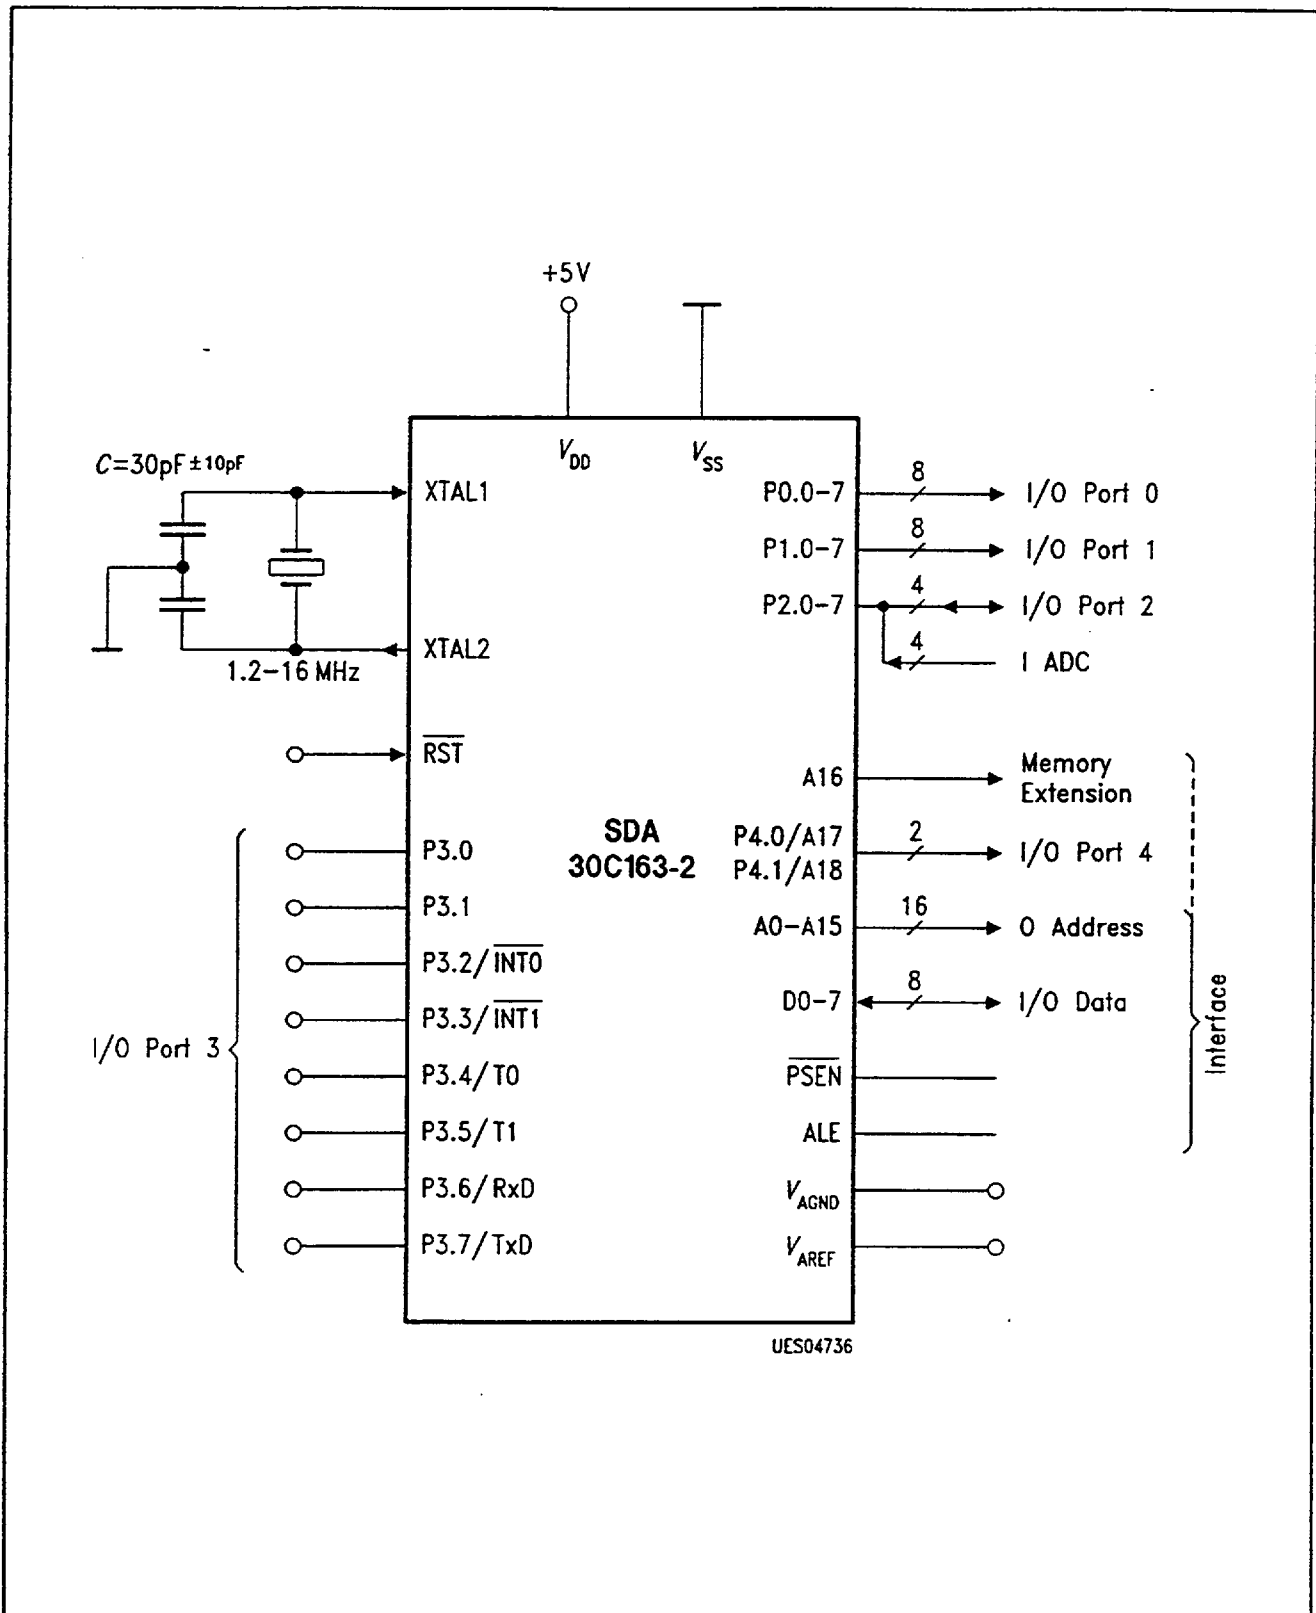 +5V
VDD
VSS
C=30pF±10pF
XTAL1
XTAL2
1.2–16 MHz
RST
P3.0
P3.1
P3.2/INT0
P3.3/INT1
P3.4/T0
P3.5/T1
P3.6/RxD
P3.7/TxD
I/O Port 3
SDA
30C163-2
P0.0–7
8
I/O Port 0
P1.0–7
8
I/O Port 1
P2.0–7
4
I/O Port 2
4
I ADC
A16
Memory
Extension
P4.0/A17
P4.1/A18
2
I/O Port 4
A0–A15
16
O Address
D0–7
8
I/O Data
PSEN
ALE
VAGND
VAREF
Interface
UES04736